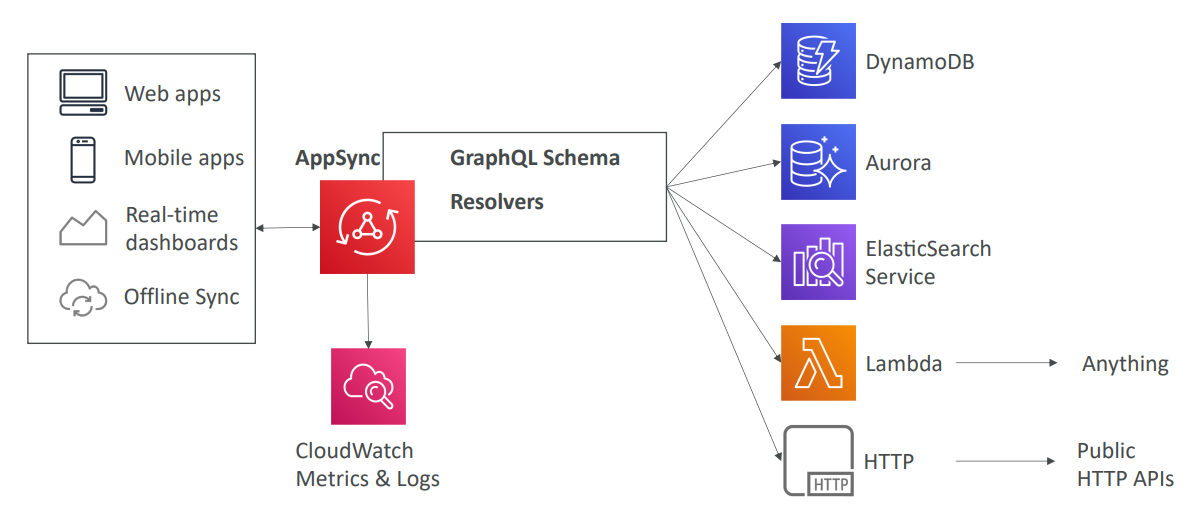 Web apps
Mobile apps
Real-time
dashboards
Offline Sync
AppSync
GraphQL Schema
Resolvers
CloudWatch
Metrics & Logs
DynamoDB
Aurora
ElasticSearch
Service
Lambda
Anything
HTTP
HTTP
Public
HTTP APIs